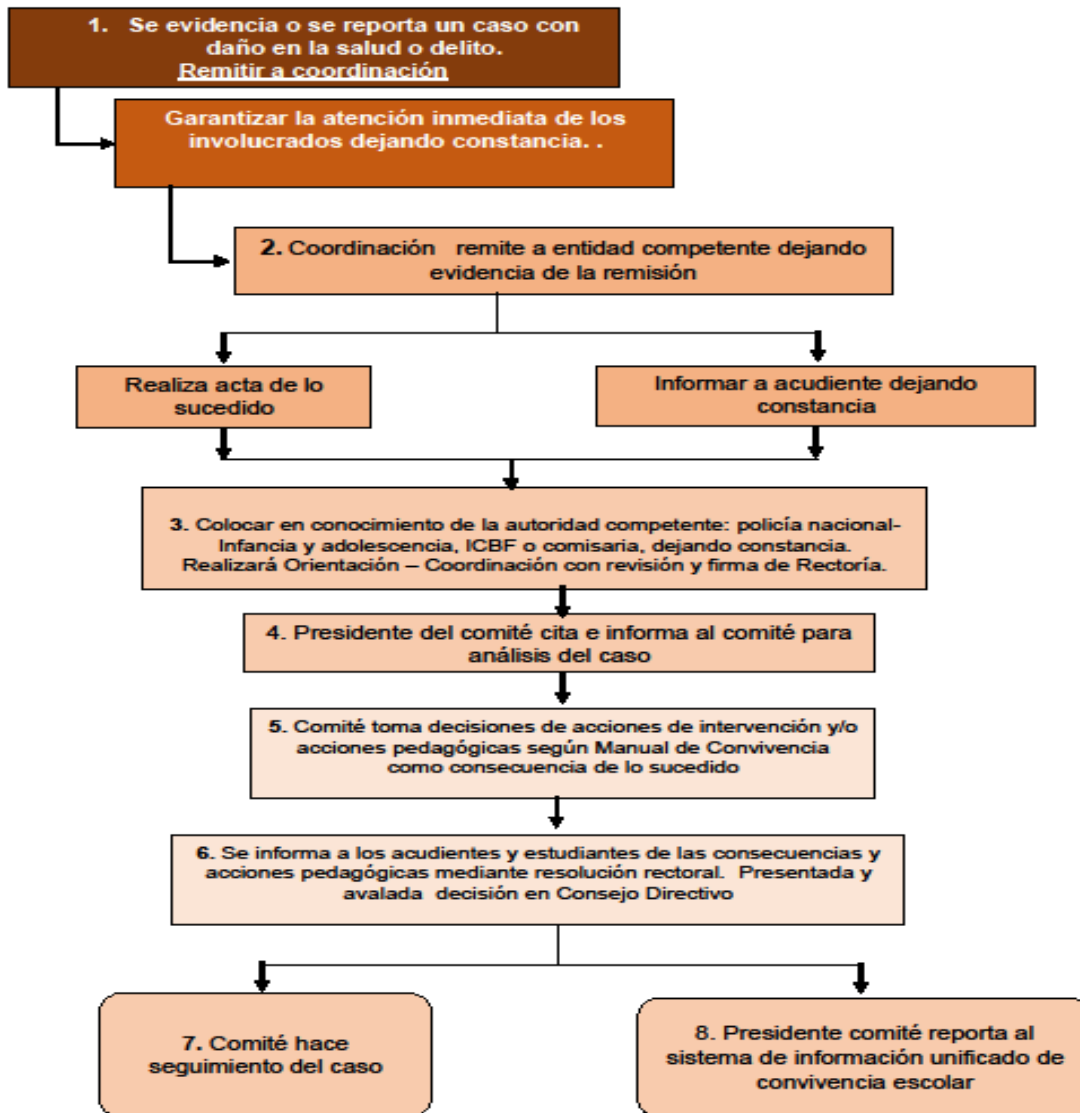 1. Se evidencia o se reporta un caso con
daño en la salud o delito.
Remitir a coordinación
Garantizar la atención inmediata de los
involucrados dejando constancia. .
2. Coordinación remite a entidad competente dejando
evidencia de la remisión
Realiza acta de lo
sucedido
Informar a acudiente dejando
constancia
3. Colocar en conocimiento de la autoridad competente: policía nacional-
Infancia y adolescencia, ICBF o comisaria, dejando constancia.
Realizará Orientación – Coordinación con revisión y firma de Rectoría.
4. Presidente del comité cita e informa al comité para
análisis del caso
5. Comité toma decisiones de acciones de intervención y/o
acciones pedagógicas según Manual de Convivencia
como consecuencia de lo sucedido
6. Se informa a los acudientes y estudiantes de las consecuencias y
acciones pedagógicas mediante resolución rectoral. Presentada y
avalada decisión en Consejo Directivo
7. Comité hace
seguimiento del caso
8. Presidente comité reporta al
sistema de información unificado de
convivencia escolar